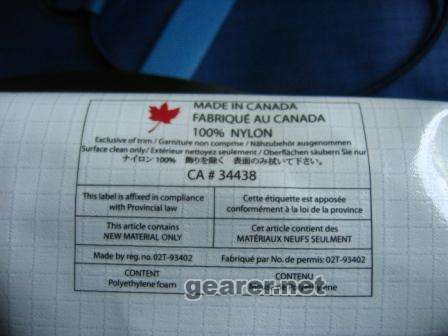 MADE IN CANADA
FABRIQUÉ AU CANADA
100% NYLON
Exclusive of trim / Garniture non comprise / Nähzubehör ausgenommen
Surface clean only / Extérieur nettoyez seulement / Oberflächen säubern Sie nur
ナイロン 100% 飾りを除く 表面のみ拭いて下さい。
CA # 34438
This label is affixed in compliance
with Provincial law
Cette étiquette est apposée
conformément à la loi de la province
This article contains
NEW MATERIAL ONLY
Cet article contient des
MATÉRIAUX NEUFS SEULMENT
Made by reg. no. 02T-93402
Fabriqué par No. de permis: 02T-93402
CONTENT
Polyethylene foam
CONTENU
gearer.net